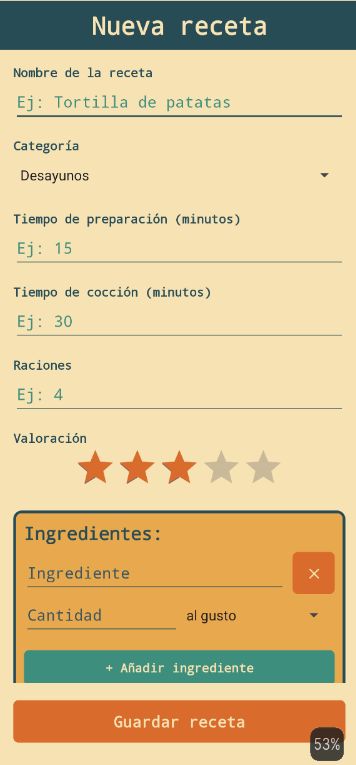 Nueva receta
Nombre de la receta
Ej: Tortilla de patatas
Categoría
Desayunos
Tiempo de preparación (minutos)
Ej: 15
Tiempo de cocción (minutos)
Ej: 30
Raciones
Ej: 4
Valoración
Ingredientes:
Ingrediente
Cantidad al gusto
+ Añadir ingrediente
Guardar receta
53%